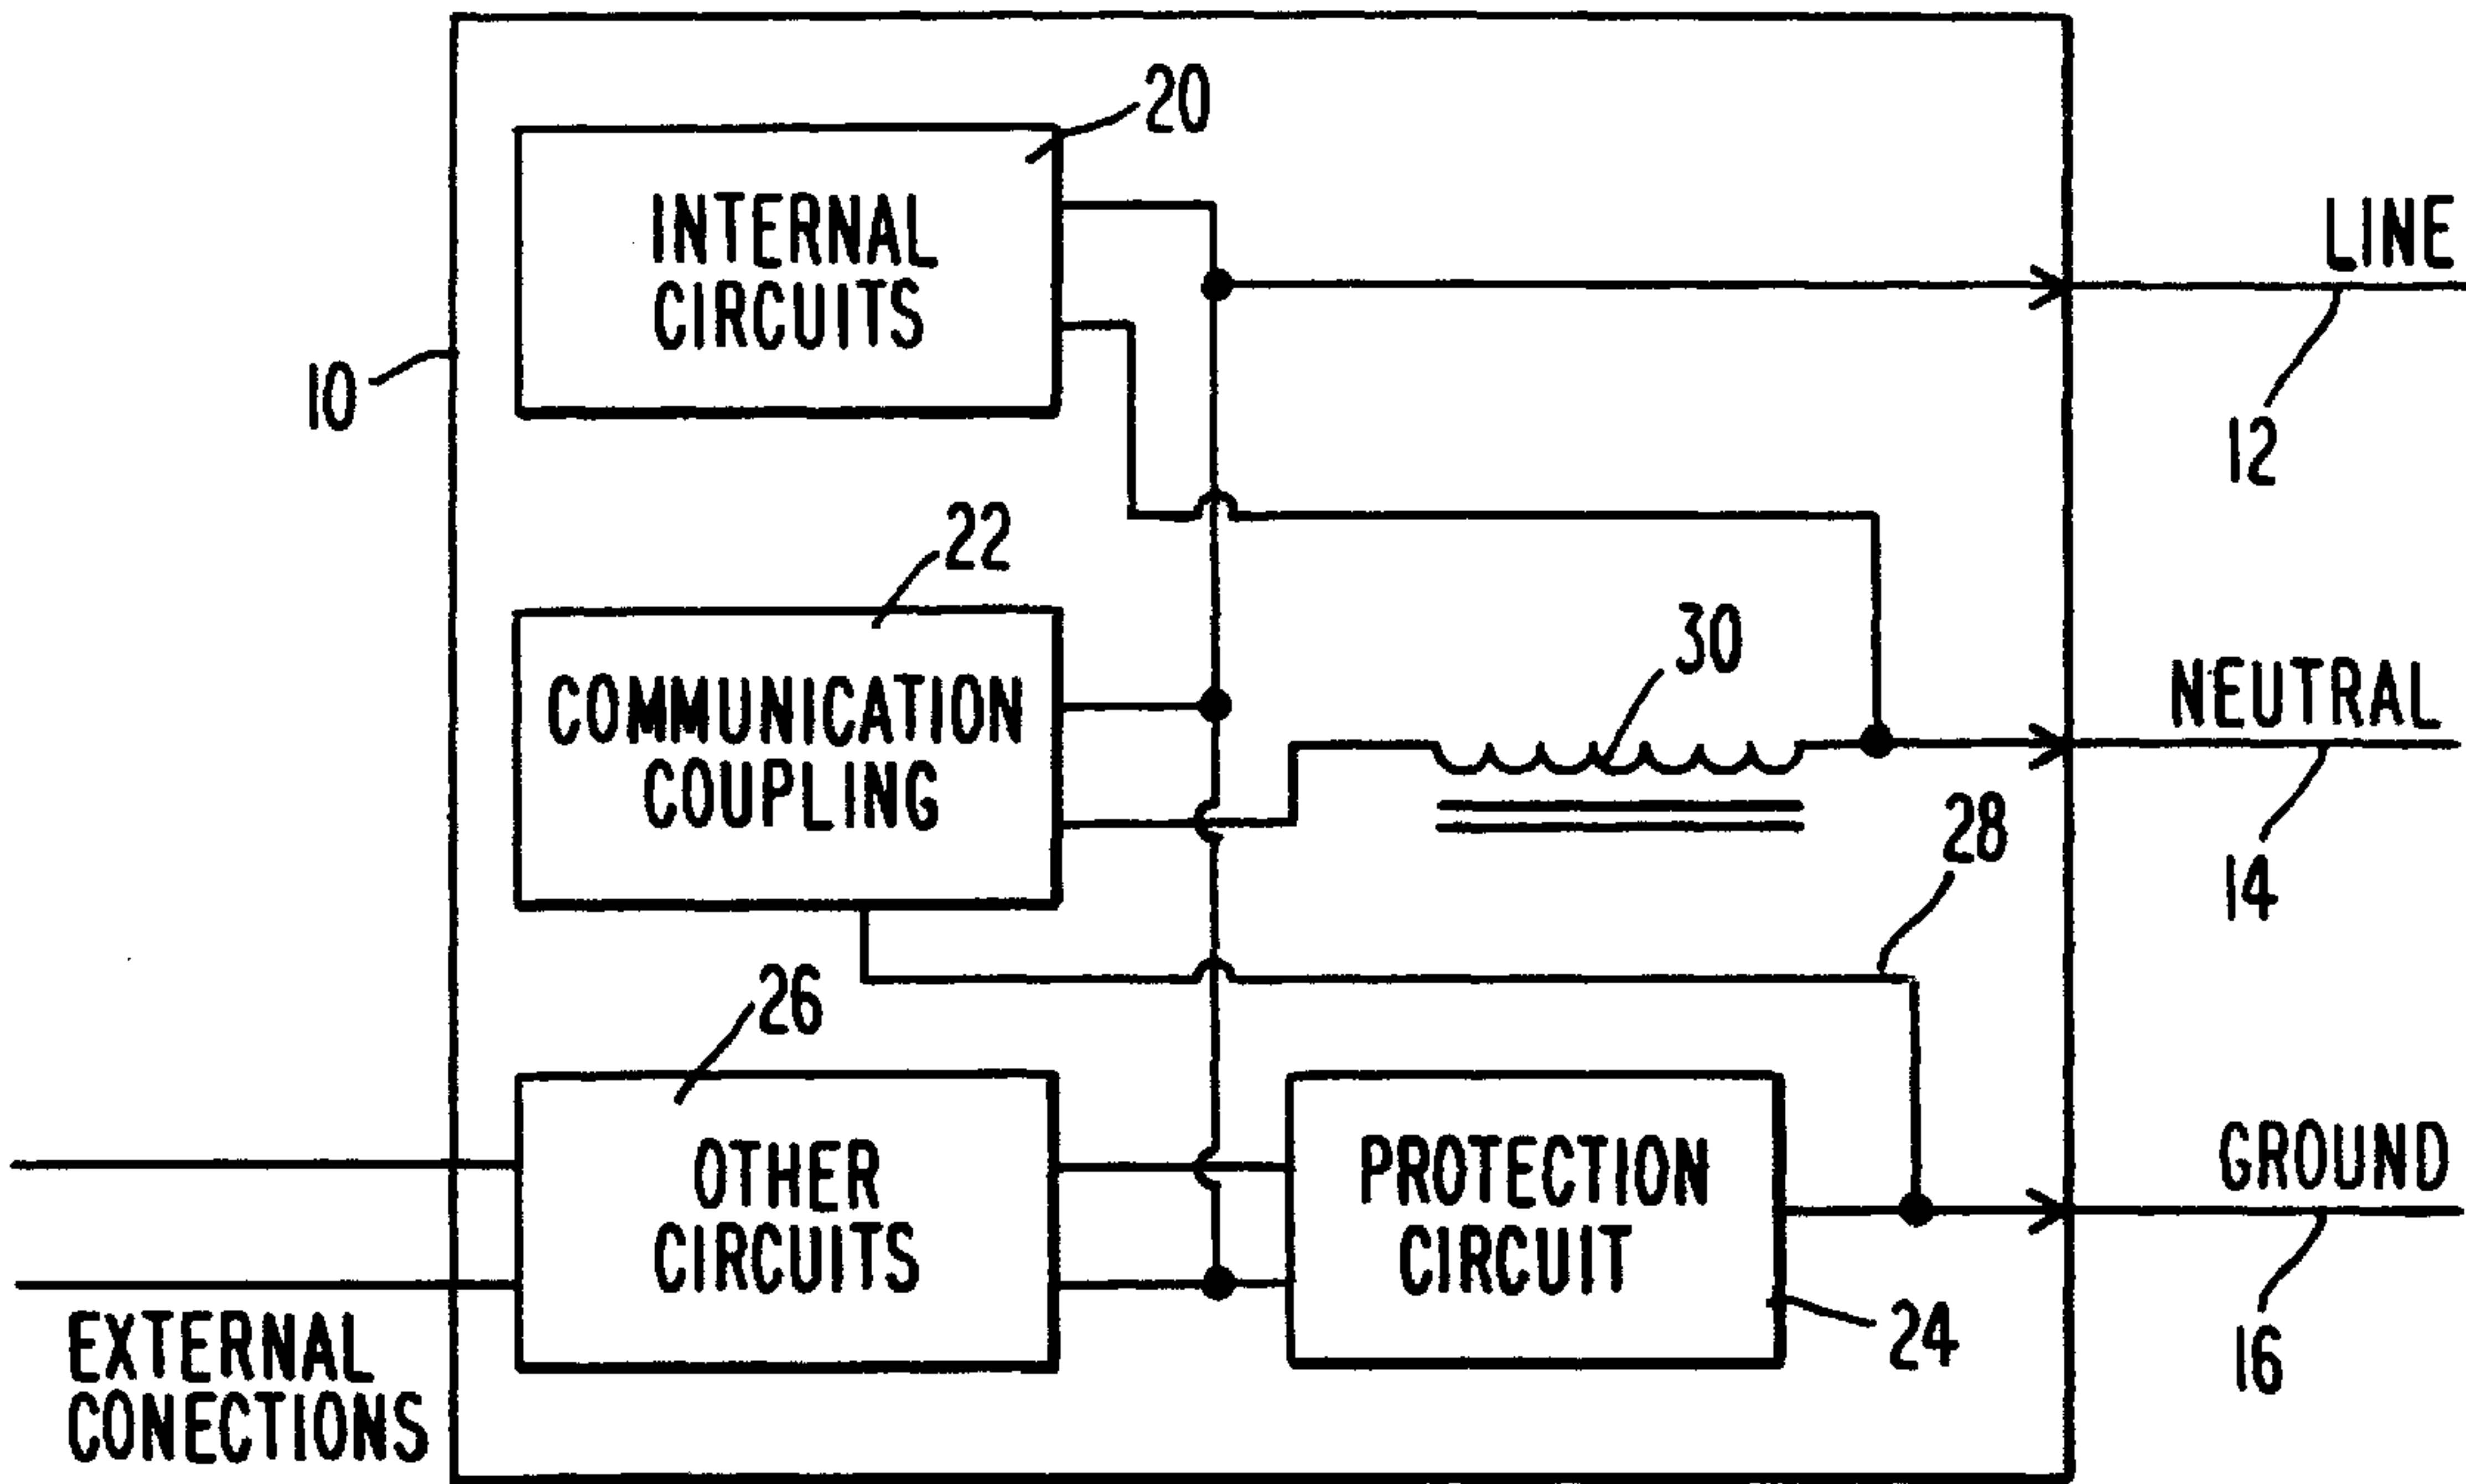 20
INTERNAL
CIRCUITS
LINE
10
12
22
COMMUNICATION
COUPLING
30
NEUTRAL
28
14
26
OTHER
CIRCUITS
PROTECTION
CIRCUIT
GROUND
24
16
EXTERNAL
CONECTIONS